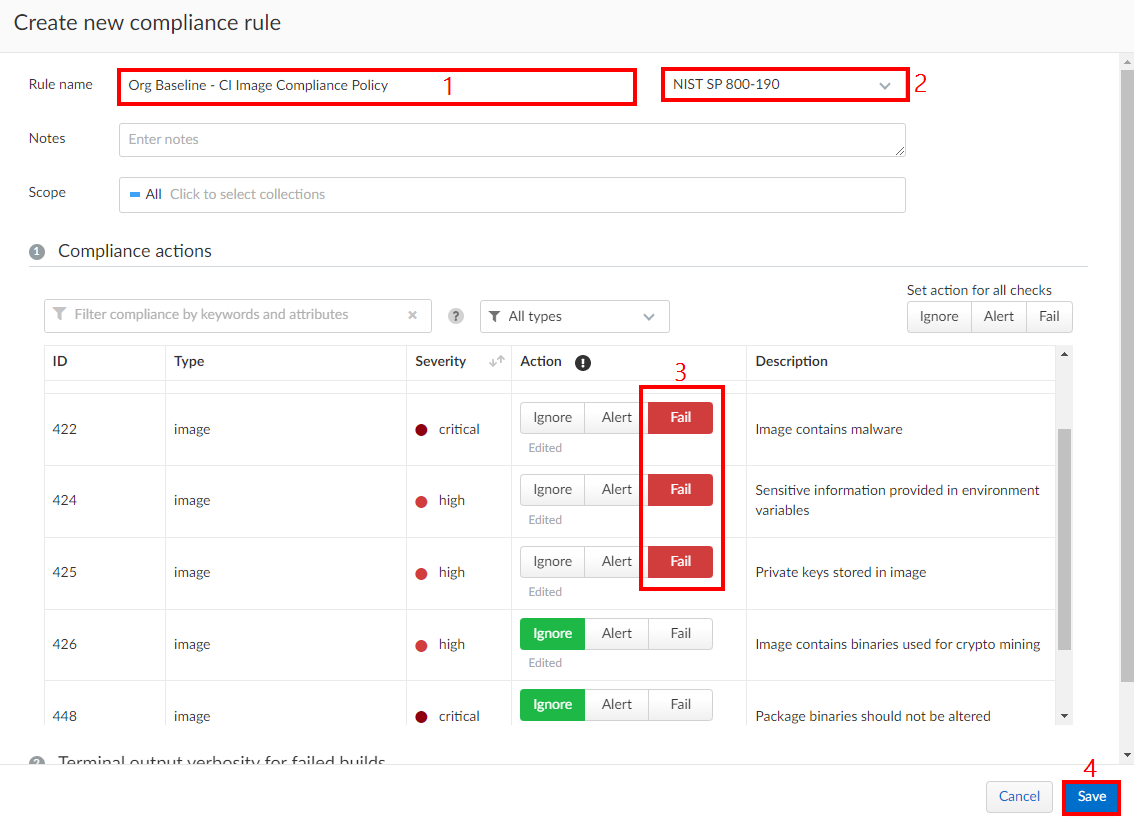 Create new compliance rule
Rule name
Org Baseline - CI Image Compliance Policy
1
NIST SP 800-190
2
Notes
Enter notes
Scope
All Click to select collections
1 Compliance actions
Set action for all checks
Filter compliance by keywords and attributes
?
All types
Ignore Alert Fail
ID Type Severity Action Description
3
422 image critical Ignore Alert Fail Image contains malware
Edited
424 image high Ignore Alert Fail Sensitive information provided in environment
variables
Edited
425 image high Ignore Alert Fail Private keys stored in image
Edited
426 image high Ignore Alert Fail Image contains binaries used for crypto mining
Edited
448 image critical Ignore Alert Fail Package binaries should not be altered
2 Terminal output verbosity for failed builds
4
Cancel Save